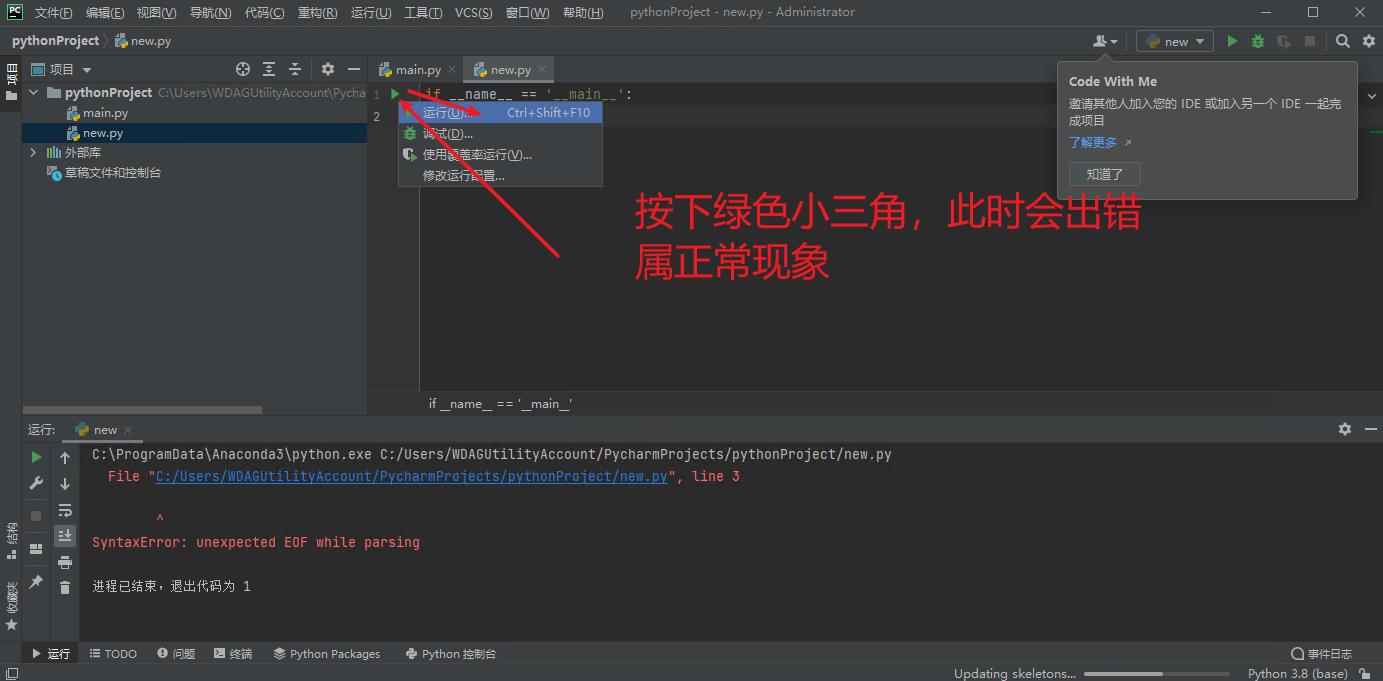 文件(F) 编辑(E) 视图(V) 导航(N) 代码(C) 重构(R) 运行(U) 工具(T) VCS(S) 窗口(W) 帮助(H) pythonProject - new.py - Administrator
pythonProject new.py
new
项目
项目
main.py
new.py
pythonProject C:\Users\WDAGUtilityAccount\Pycha
main.py
new.py
外部库
草稿文件和控制台
1
2
if __name__ == '__main__':
运行(U)... Ctrl+Shift+F10
调试(D)...
使用覆盖率运行(V)...
修改运行配置...
Code With Me
邀请其他人加入您的 IDE 或加入另一个 IDE 一起完
成项目
了解更多
知道了
按下绿色小三角，此时会出错
属正常现象
if __name__ == '__main__'
运行: new
C:\ProgramData\Anaconda3\python.exe C:/Users/WDAGUtilityAccount/PycharmProjects/pythonProject/new.py
File "C:/Users/WDAGUtilityAccount/PycharmProjects/pythonProject/new.py", line 3
^
SyntaxError: unexpected EOF while parsing
进程已结束，退出代码为 1
结构
收藏夹
运行 TODO 问题 终端 Python Packages Python 控制台 事件日志
Updating skeletons... Python 3.8 (base)